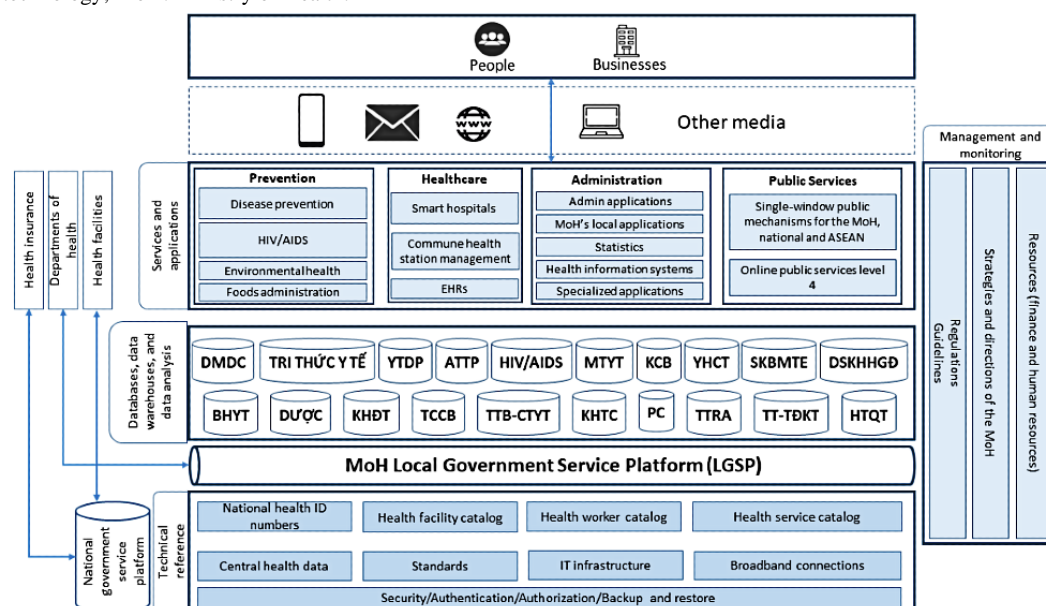 People
Businesses
Other media
Management and
monitoring
Health insurance
Departments of
health
Health facilities
Services and
applications
Prevention
Disease prevention
HIV/AIDS
Environmental health
Foods administration
Healthcare
Smart hospitals
Commune health
station management
EHRs
Administration
Admin applications
MoH's local applications
Statistics
Health information systems
Specialized applications
Public Services
Single-window public
mechanisms for the MoH,
national and ASEAN
Online public services level
4
Regulations
Guidelines
Strategies and directions of the MoH
Resources (finance and human resources)
Databases, data
warehouses, and
data analysis
DMDC
TRI THỨC Y TẾ
YTDP
ATTP
HIV/AIDS
MTYT
KCB
YHCT
SKBMTE
DSKHHGĐ
BHYT
DƯỢC
KHĐT
TCCB
TTB-CTYT
KHTC
PC
TTRA
TT-TĐKT
HTQT
MoH Local Government Service Platform (LGSP)
National
government
service
platform
Technical
reference
National health ID
numbers
Health facility catalog
Health worker catalog
Health service catalog
Central health data
Standards
IT infrastructure
Broadband connections
Security/Authentication/Authorization/Backup and restore